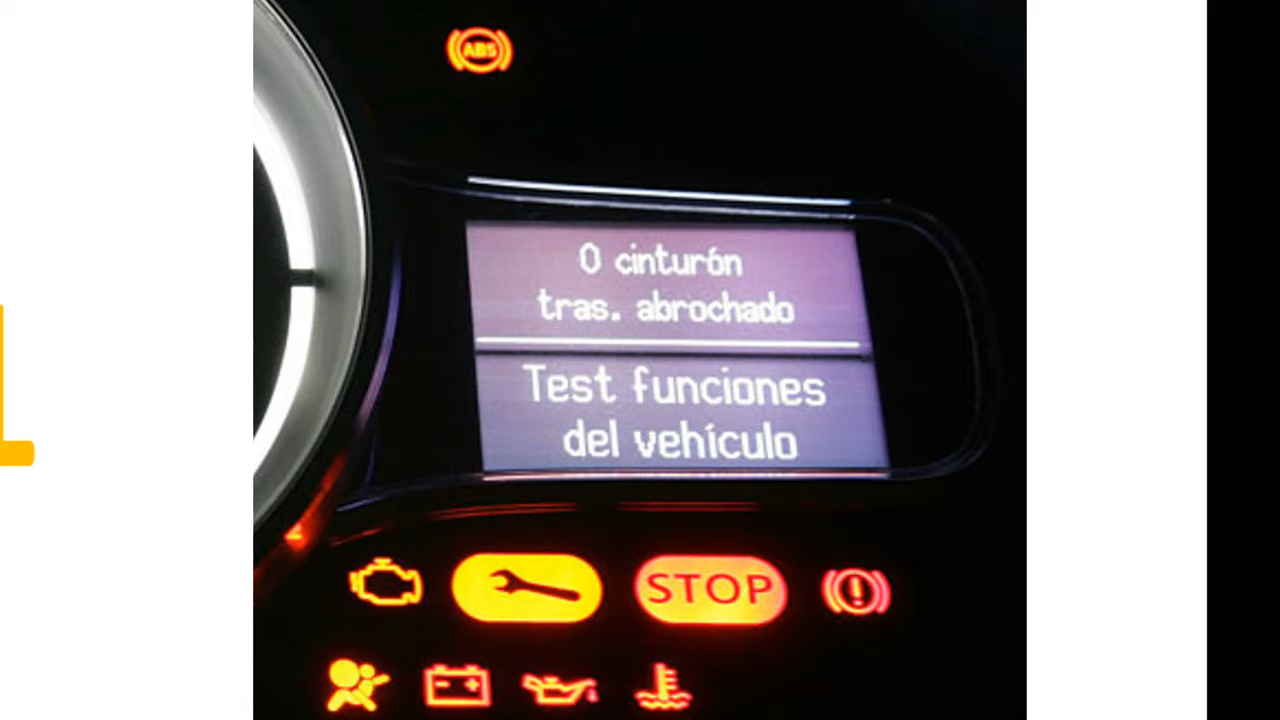 ABS
0 cinturón
tras. abrochado
Test funciones
del vehículo
STOP